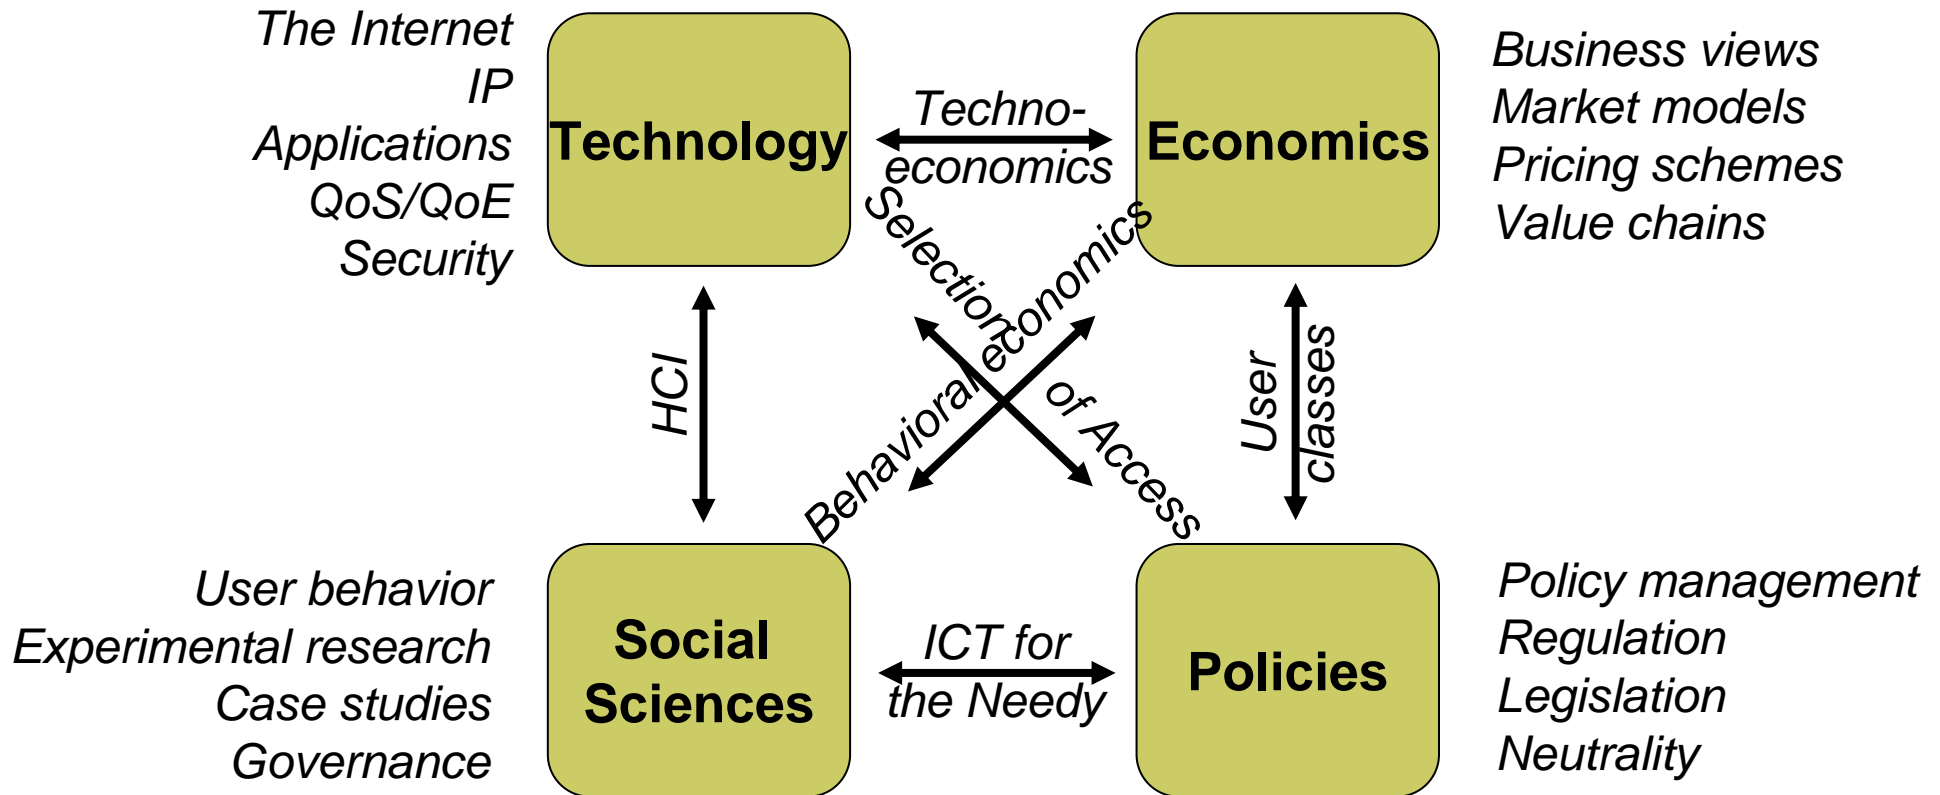 The Internet
IP
Applications
QoS/QoE
Security
Technology
Techno-
economics
Economics
Business views
Market models
Pricing schemes
Value chains
HCI
Selection
of Access
Behavioral economics
User
classes
User behavior
Experimental research
Case studies
Governance
Social
Sciences
ICT for
the Needy
Policies
Policy management
Regulation
Legislation
Neutrality